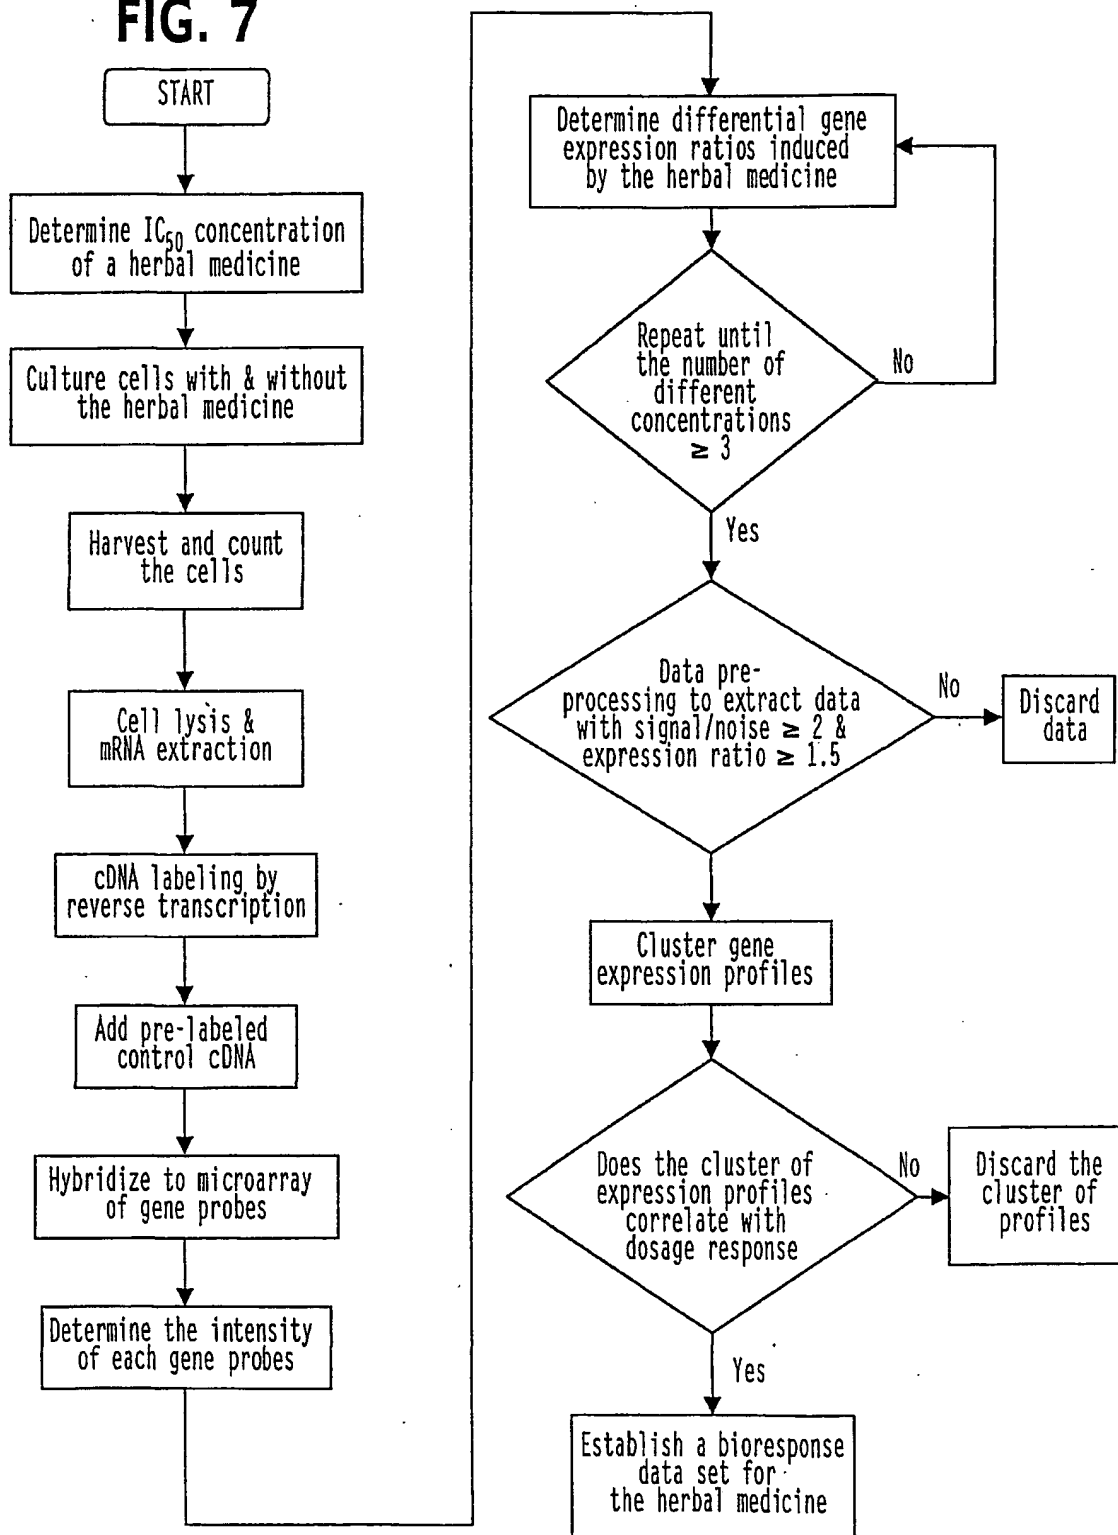 FIG. 7
START
Determine IC50 concentration
of a herbal medicine
Culture cells with & without
the herbal medicine
Harvest and count
the cells
Cell lysis &
mRNA extraction
cDNA labeling by
reverse transcription
Add pre-labeled
control cDNA
Hybridize to microarray
of gene probes
Determine the intensity
of each gene probes
Determine differential gene
expression ratios induced
by the herbal medicine
Repeat until
the number of
different
concentrations
≥ 3
No
Yes
Data pre-
processing to extract data
with signal/noise ≥ 2 &
expression ratio ≥ 1.5
No
Discard
data
Cluster gene
expression profiles
Does the cluster of
expression profiles
correlate with
dosage response
No
Discard the
cluster of
profiles
Yes
Establish a bioresponse
data set for
the herbal medicine